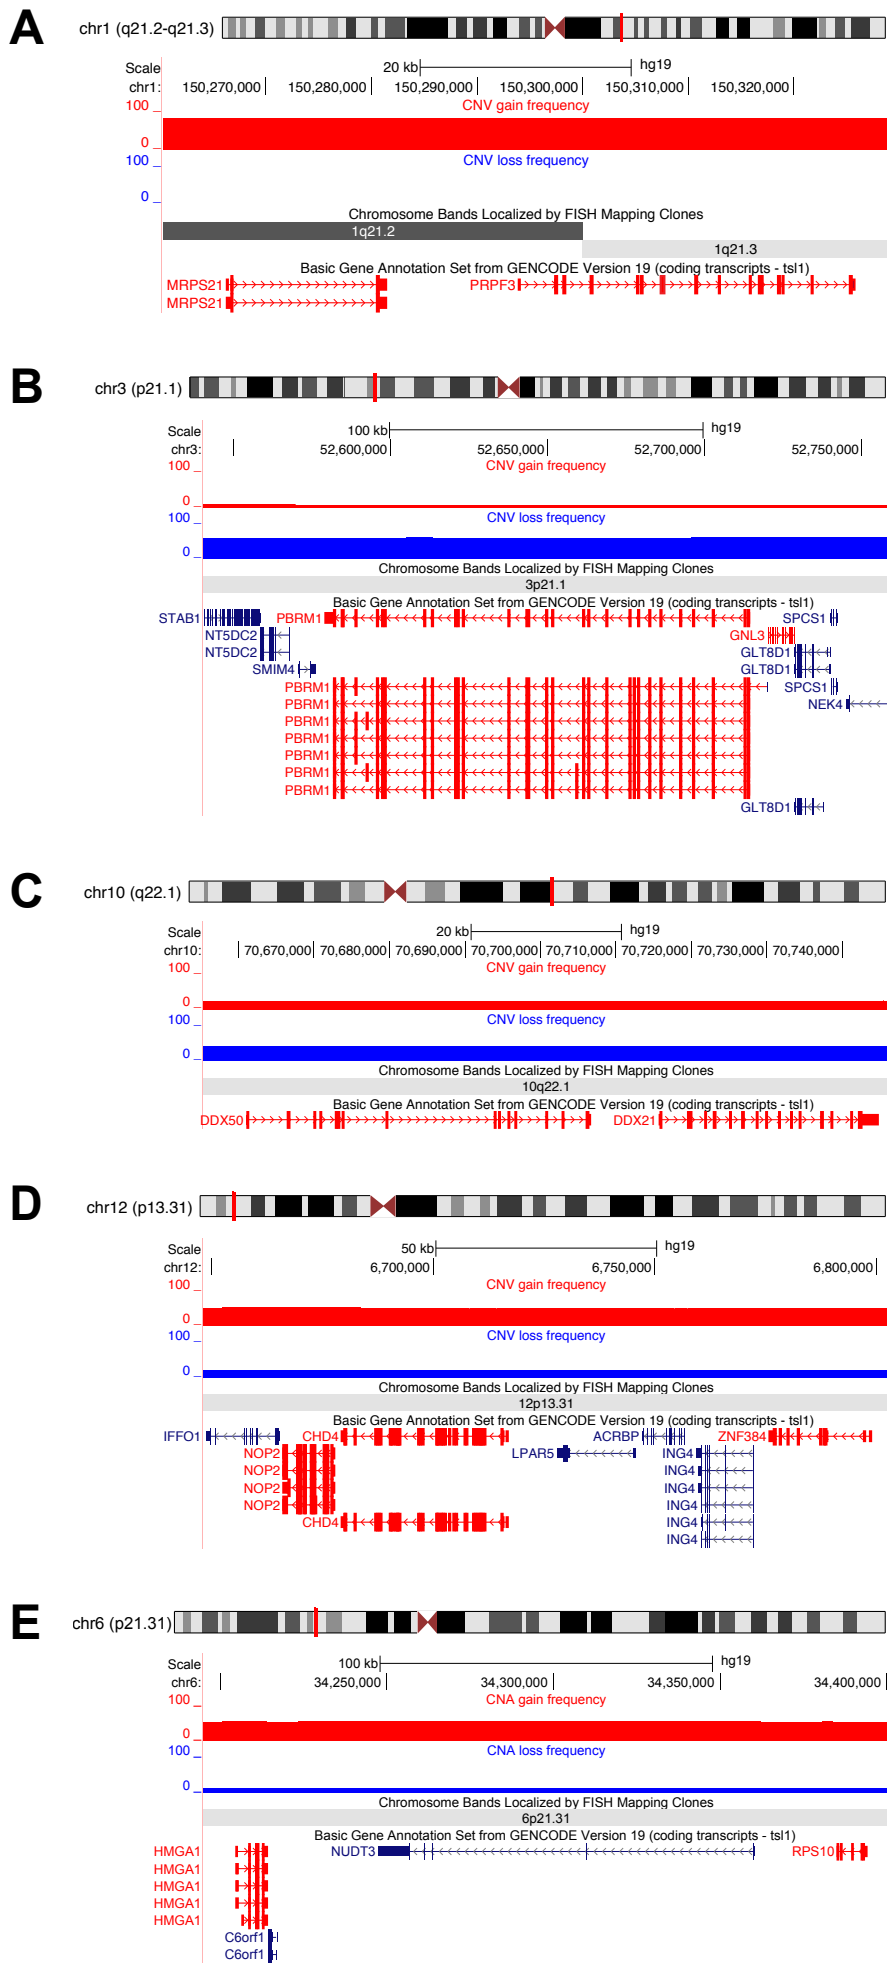 A
chr1 (q21.2-q21.3)
Scale 20 kb hg19
chr1: 150,270,000 150,280,000 150,290,000 150,300,000 150,310,000 150,320,000
CNV gain frequency
100
0
CNV loss frequency
100
0
Chromosome Bands Localized by FISH Mapping Clones
1q21.2
1q21.3
Basic Gene Annotation Set from GENCODE Version 19 (coding transcripts - tsl1)
MRPS21 PRPF3
MRPS21
B
chr3 (p21.1)
Scale 100 kb hg19
chr3: 52,600,000 52,650,000 52,700,000 52,750,000
CNV gain frequency
100
0
CNV loss frequency
100
0
Chromosome Bands Localized by FISH Mapping Clones
3p21.1
Basic Gene Annotation Set from GENCODE Version 19 (coding transcripts - tsl1)
STAB1 PBRM1 SPCS1
NT5DC2 GNL3
NT5DC2 GLT8D1
SMIM4 GLT8D1
PBRM1 SPCS1
PBRM1 NEK4
PBRM1
PBRM1
PBRM1
PBRM1
PBRM1
GLT8D1
C
chr10 (q22.1)
Scale 20 kb hg19
chr10: 70,670,000 70,680,000 70,690,000 70,700,000 70,710,000 70,720,000 70,730,000 70,740,000
CNV gain frequency
100
0
CNV loss frequency
100
0
Chromosome Bands Localized by FISH Mapping Clones
10q22.1
Basic Gene Annotation Set from GENCODE Version 19 (coding transcripts - tsl1)
DDX50 DDX21
D
chr12 (p13.31)
Scale 50 kb hg19
chr12: 6,700,000 6,750,000 6,800,000
CNV gain frequency
100
0
CNV loss frequency
100
0
Chromosome Bands Localized by FISH Mapping Clones
12p13.31
Basic Gene Annotation Set from GENCODE Version 19 (coding transcripts - tsl1)
IFFO1 CHD4 ACRBP ZNF384
NOP2 LPAR5 ING4
NOP2 ING4
NOP2 ING4
NOP2 ING4
CHD4 ING4
ING4
E
chr6 (p21.31)
Scale 100 kb hg19
chr6: 34,250,000 34,300,000 34,350,000 34,400,000
CNA gain frequency
100
0
CNA loss frequency
100
0
Chromosome Bands Localized by FISH Mapping Clones
6p21.31
Basic Gene Annotation Set from GENCODE Version 19 (coding transcripts - tsl1)
HMGA1 NUDT3 RPS10
HMGA1
HMGA1
HMGA1
HMGA1
C6orf1
C6orf1